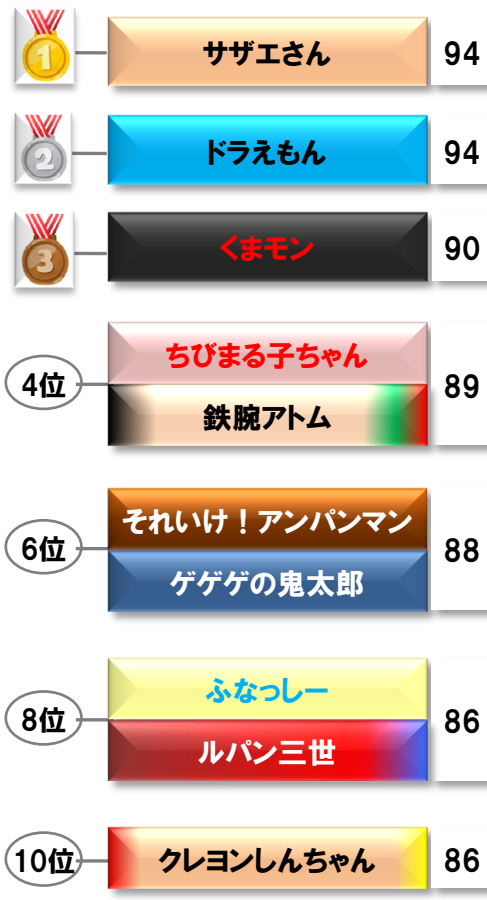 1
サザエさん
94
2
ドラえもん
94
3
くまモン
90
4位
ちびまる子ちゃん
鉄腕アトム
89
6位
それいけ！アンパンマン
ゲゲゲの鬼太郎
88
8位
ふなっしー
ルパン三世
86
10位
クレヨンしんちゃん
86